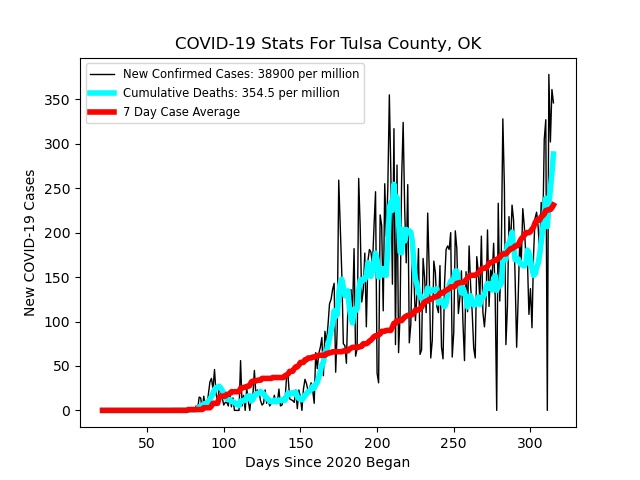 COVID-19 Stats For Tulsa County, OK
New Confirmed Cases: 38900 per million
Cumulative Deaths: 354.5 per million
7 Day Case Average
New COVID-19 Cases
350
300
250
200
150
100
50
0
50 100 150 200 250 300
Days Since 2020 Began